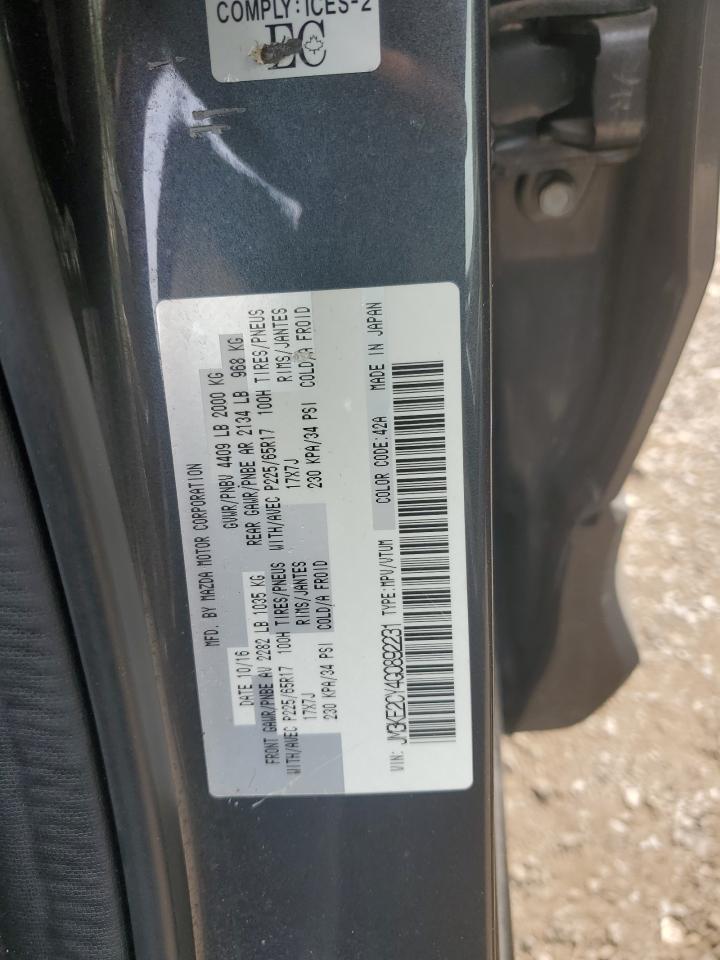 COMPLY:ICES-2
EC
MFD. BY MAZDA MOTOR CORPORATION
DATE 10/16 GVWR/PNBV 4409 LB 2000 KG
FRONT GAWR/PNBE AV 2282 LB 1035 KG REAR GAWR/PNBE AR 2134 LB 968 KG
WITH/AVEC P225/65R17 100H TIRES/PNEUS WITH/AVEC P225/65R17 100H TIRES/PNEUS
17X7J RIMS/JANTES 17X7J RIMS/JANTES
230 KPA/34 PSI COLD/A FROID 230 KPA/34 PSI COLD/A FROID
VIN: JM3KE2CY4G0892231 TYPE:MPV/VTUM COLOR CODE:42A MADE IN JAPAN